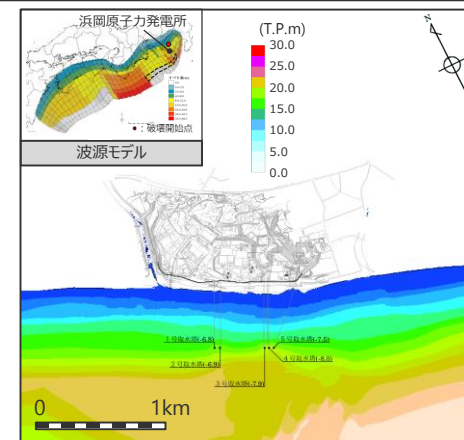 浜岡原子力発電所
●：破壊開始点
波源モデル
(T.P.m)
30.0
25.0
20.0
15.0
10.0
5.0
0.0
N
1号取水塔(-6.8)
5号取水塔(-7.5)
2号取水塔(-6.9)
4号取水塔(-8.0)
3号取水塔(-7.9)
0
1km